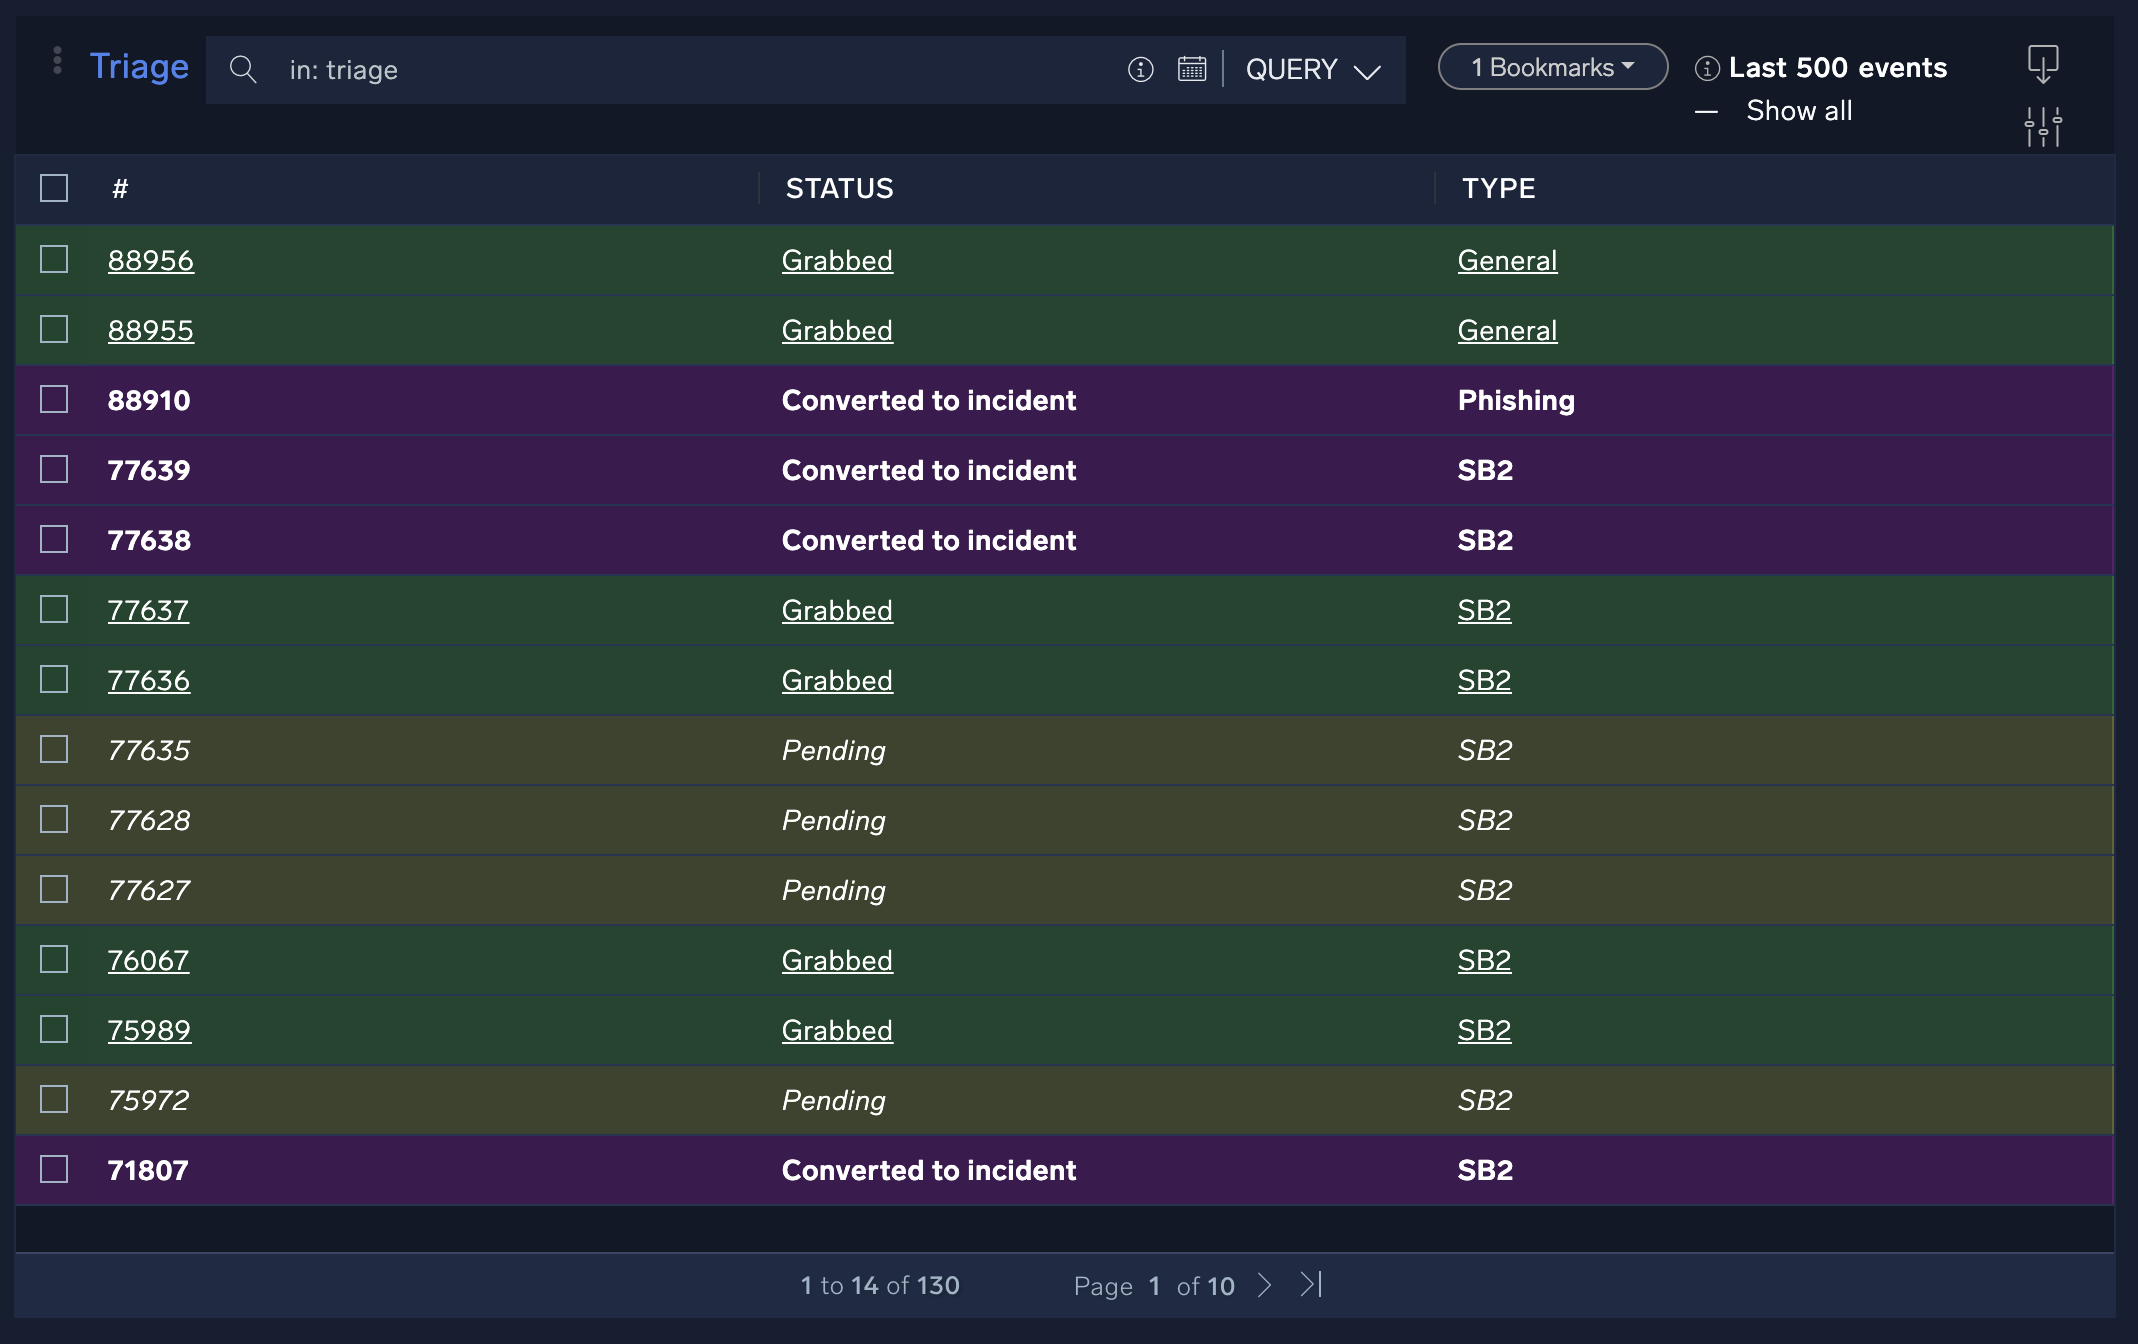 Triage in: triage QUERY 1 Bookmarks Last 500 events
— Show all
# STATUS TYPE
88956 Grabbed General
88955 Grabbed General
88910 Converted to incident Phishing
77639 Converted to incident SB2
77638 Converted to incident SB2
77637 Grabbed SB2
77636 Grabbed SB2
77635 Pending SB2
77628 Pending SB2
77627 Pending SB2
76067 Grabbed SB2
75989 Grabbed SB2
75972 Pending SB2
71807 Converted to incident SB2
1 to 14 of 130 Page 1 of 10